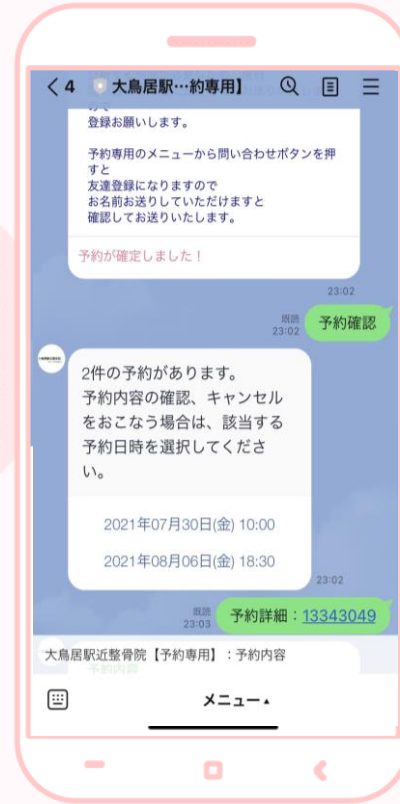 4 大鳥居駅…約専用】
登録お願いします。
予約専用のメニューから問い合わせボタンを押
すと
友達登録になりますので
お名前お送りしていただけますと
確認してお送りいたします。
予約が確定しました！
23:02
既読
23:02
予約確認
2件の予約があります。
予約内容の確認、キャンセル
をおこなう場合は、該当する
予約日時を選択してくださ
い。
2021年07月30日(金) 10:00
2021年08月06日(金) 18:30
23:02
既読
23:03
予約詳細：13343049
大鳥居駅近整骨院【予約専用】：予約内容
予約内容
メニュー▴